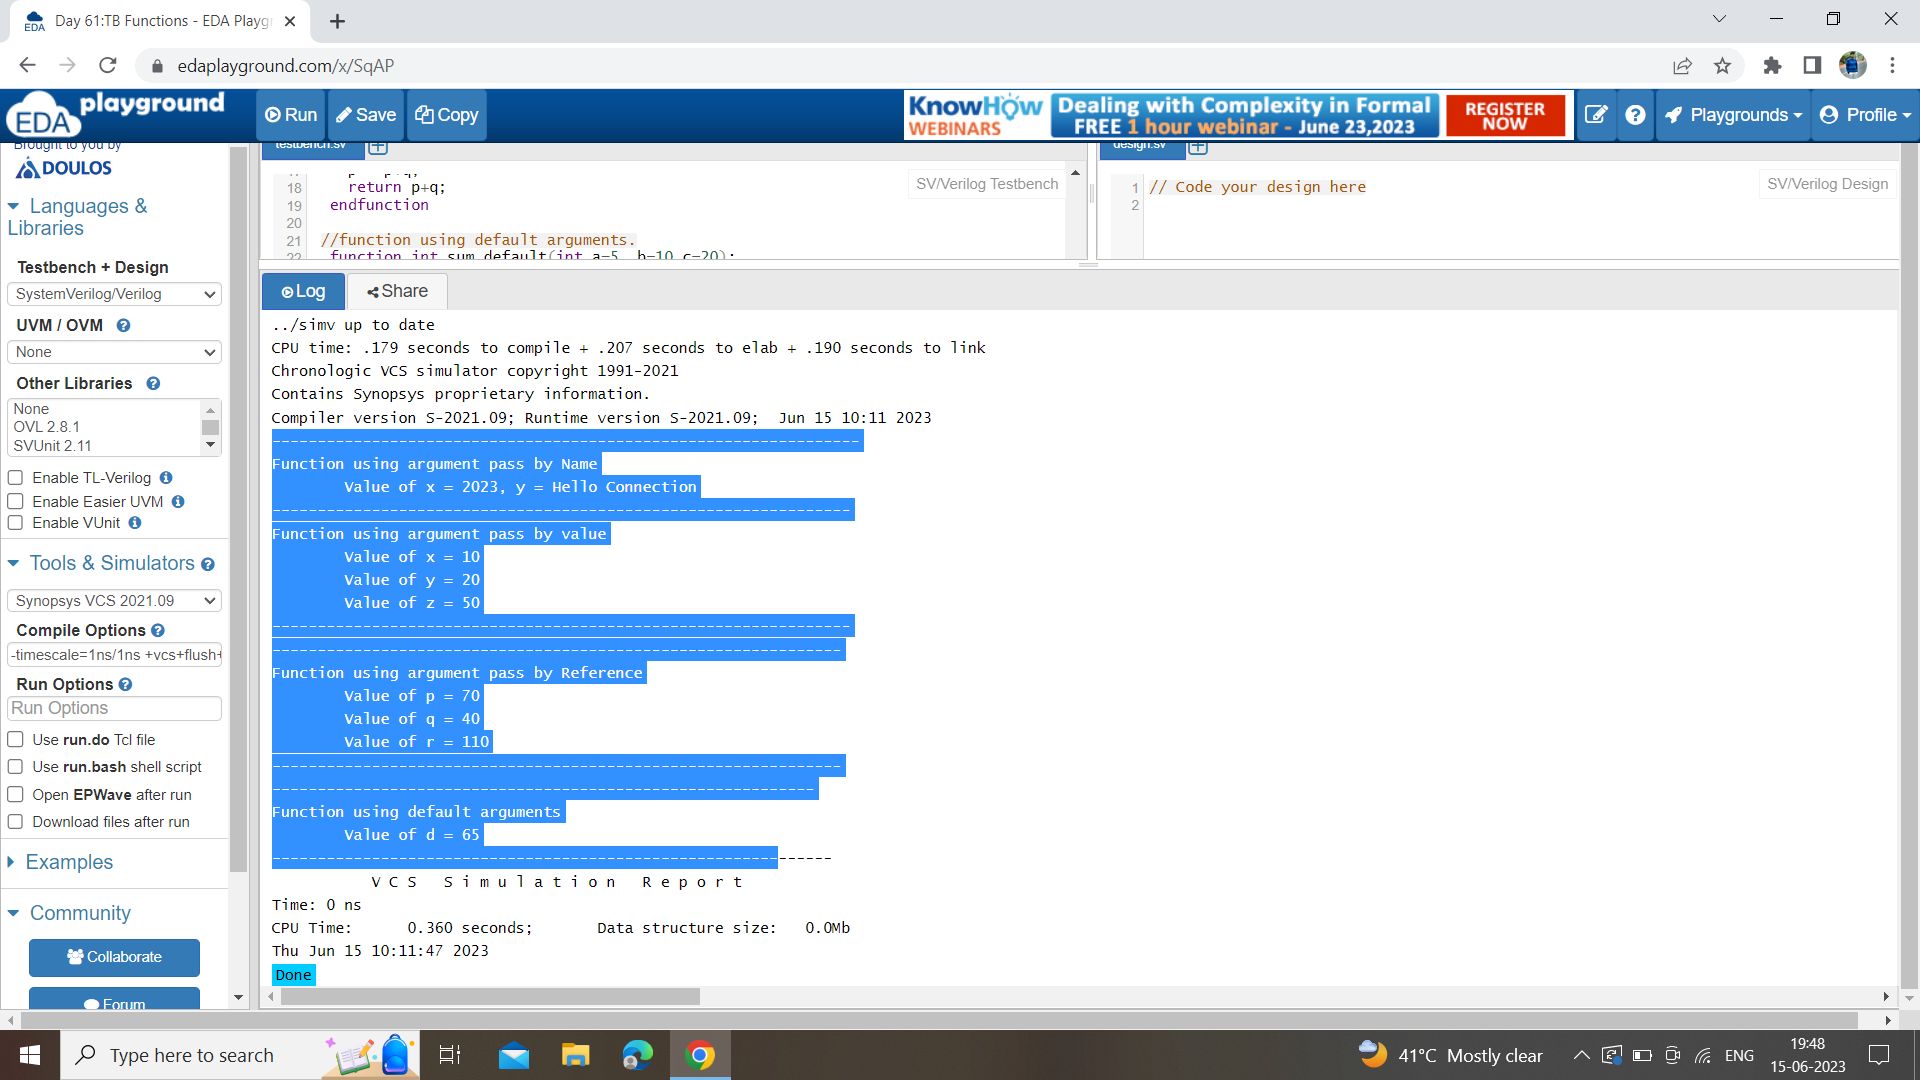 Day 61:TB Functions - EDA Playgr
edaplayground.com/x/SqAP
EDA playground
Run
Save
Copy
KnowHow WEBINARS
Dealing with Complexity in Formal
FREE 1 hour webinar - June 23,2023
REGISTER NOW
Playgrounds
Profile
Brought to you by
DOULOS
Languages & Libraries
Testbench + Design
SystemVerilog/Verilog
UVM / OVM
None
Other Libraries
None
OVL 2.8.1
SVUnit 2.11
Enable TL-Verilog
Enable Easier UVM
Enable VUnit
Tools & Simulators
Synopsys VCS 2021.09
Compile Options
-timescale=1ns/1ns +vcs+flush+
Run Options
Run Options
Use run.do Tcl file
Use run.bash shell script
Open EPWave after run
Download files after run
Examples
Community
Collaborate
Forum
testbench.sv
SV/Verilog Testbench
18 return p+q;
19 endfunction
20
21 //function using default arguments.
22 function int sum_default(int a=5, b=10,c=20);
design.sv
SV/Verilog Design
1 // Code your design here
2
Log
Share
../simv up to date
CPU time: .179 seconds to compile + .207 seconds to elab + .190 seconds to link
Chronologic VCS simulator copyright 1991-2021
Contains Synopsys proprietary information.
Compiler version S-2021.09; Runtime version S-2021.09;  Jun 15 10:11 2023
-----------------------------------------------------------------
Function using argument pass by Name
Value of x = 2023, y = Hello Connection
----------------------------------------------------------------
Function using argument pass by value
Value of x = 10
Value of y = 20
Value of z = 50
----------------------------------------------------------------
---------------------------------------------------------------
Function using argument pass by Reference
Value of p = 70
Value of q = 40
Value of r = 110
---------------------------------------------------------------
------------------------------------------------------------
Function using default arguments
Value of d = 65
--------------------------------------------------------------
V C S   S i m u l a t i o n   R e p o r t
Time: 0 ns
CPU Time:      0.360 seconds;       Data structure size:   0.0Mb
Thu Jun 15 10:11:47 2023
Done
Type here to search
41°C Mostly clear
ENG
19:48
15-06-2023